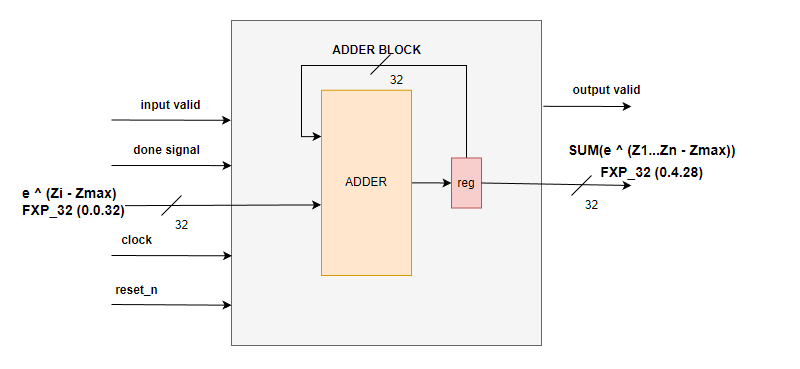 ADDER BLOCK
32
input valid
output valid
done signal
SUM(e ^ (Z1...Zn - Zmax))
FXP_32 (0.4.28)
ADDER
reg
e ^ (Zi - Zmax)
FXP_32 (0.0.32)
32
32
clock
reset_n